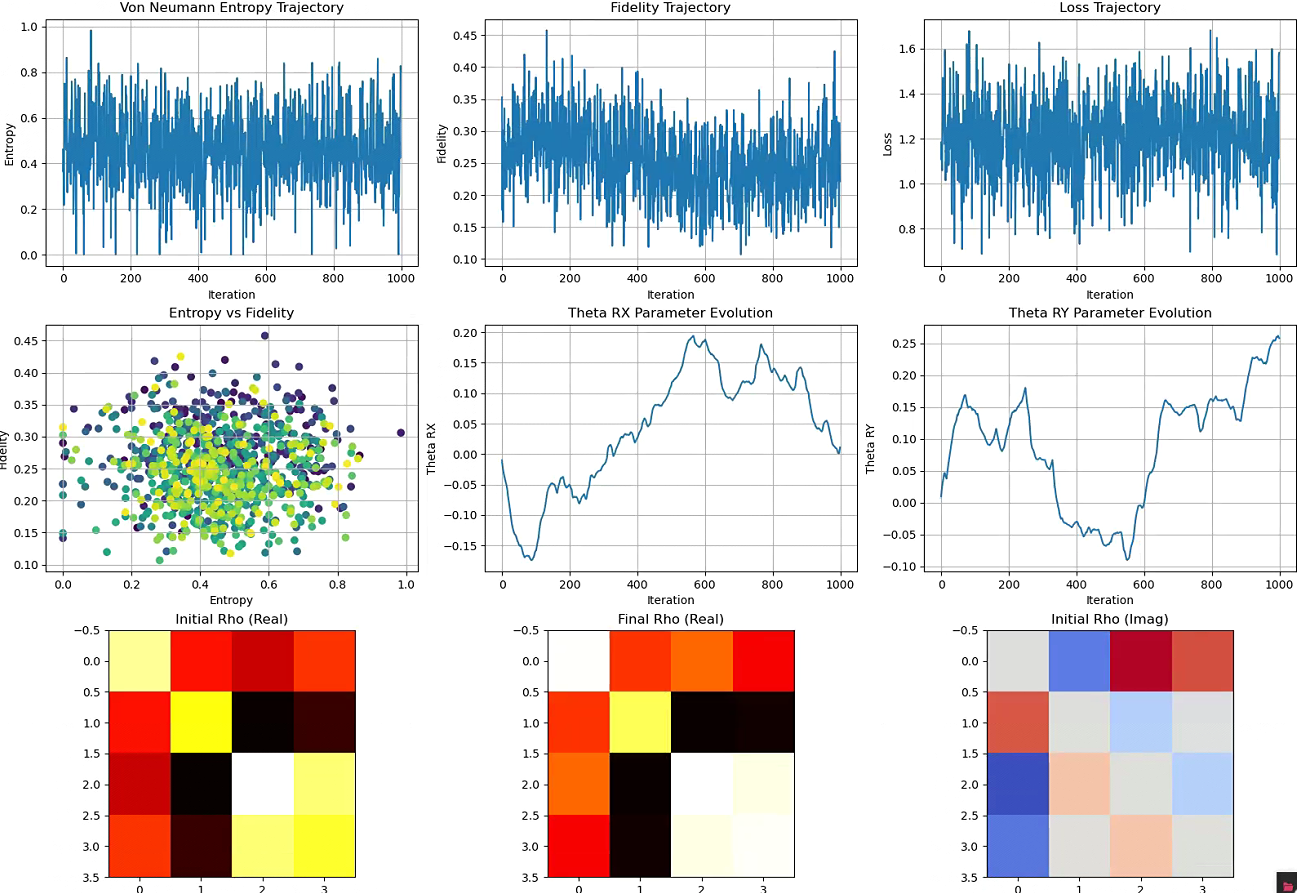 Von Neumann Entropy Trajectory
1.0
0.8
0.6
0.4
0.2
0.0
Entropy
0 200 400 600 800 1000
Iteration
Fidelity Trajectory
0.45
0.40
0.35
0.30
0.25
0.20
0.15
0.10
Fidelity
0 200 400 600 800 1000
Iteration
Loss Trajectory
1.6
1.4
1.2
1.0
0.8
Loss
0 200 400 600 800 1000
Iteration
Entropy vs Fidelity
0.45
0.40
0.35
0.30
0.25
0.20
0.15
0.10
Fidelity
0.0 0.2 0.4 0.6 0.8 1.0
Entropy
Theta RX Parameter Evolution
0.20
0.15
0.10
0.05
0.00
−0.05
−0.10
−0.15
Theta RX
0 200 400 600 800 1000
Iteration
Theta RY Parameter Evolution
0.25
0.20
0.15
0.10
0.05
0.00
−0.05
−0.10
Theta RY
0 200 400 600 800 1000
Iteration
Initial Rho (Real)
−0.5
0.0
0.5
1.0
1.5
2.0
2.5
3.0
3.5
0 1 2 3
Final Rho (Real)
−0.5
0.0
0.5
1.0
1.5
2.0
2.5
3.0
3.5
0 1 2 3
Initial Rho (Imag)
−0.5
0.0
0.5
1.0
1.5
2.0
2.5
3.0
3.5
0 1 2 3